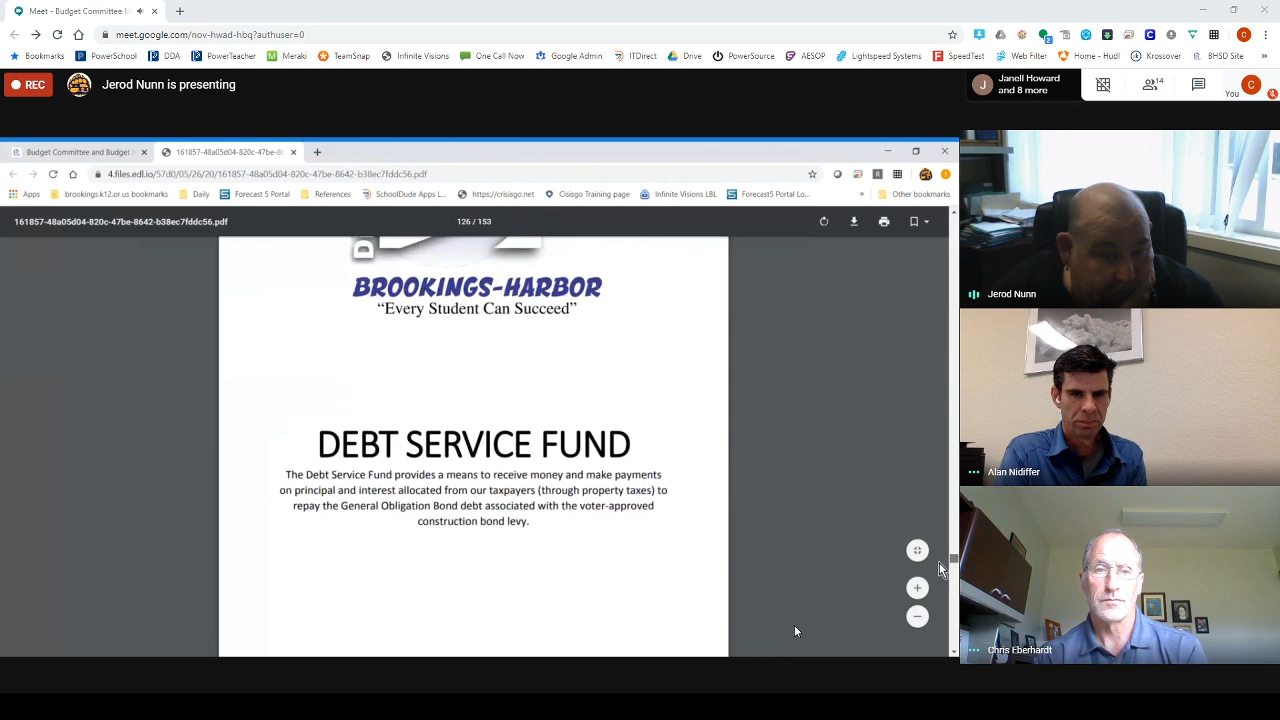 Meet - Budget Committee M
meet.google.com/nov-hwad-hbq?authuser=0
Bookmarks PowerSchool DDA PowerTeacher Meraki TeamSnap Infinite Visions One Call Now Google Admin ITDirect Drive PowerSource AESOP Lightspeed Systems SpeedTest Web Filter Home - Hudl Krossover BHSD Site »
REC Jerod Nunn is presenting
J Janell Howard and 8 more 14 You C
Budget Committee and Budget 161857-48a05d04-820c-47be-86
4.files.edl.io/57d0/05/26/20/161857-48a05d04-820c-47be-8642-b38ec7fddc56.pdf
Apps brookings.k12.or.us bookmarks Daily Forecast 5 Portal References SchoolDude Apps L... https://crisisgo.net Cisisgo Training page Infinite Visions LBL Forecast5 Portal Lo... » Other bookmarks
161857-48a05d04-820c-47be-8642-b38ec7fddc56.pdf 126 / 153
D
BROOKINGS-HARBOR
“Every Student Can Succeed”
DEBT SERVICE FUND
The Debt Service Fund provides a means to receive money and make payments
on principal and interest allocated from our taxpayers (through property taxes) to
repay the General Obligation Bond debt associated with the voter-approved
construction bond levy.
Jerod Nunn
Alan Nidiffer
Chris Eberhardt